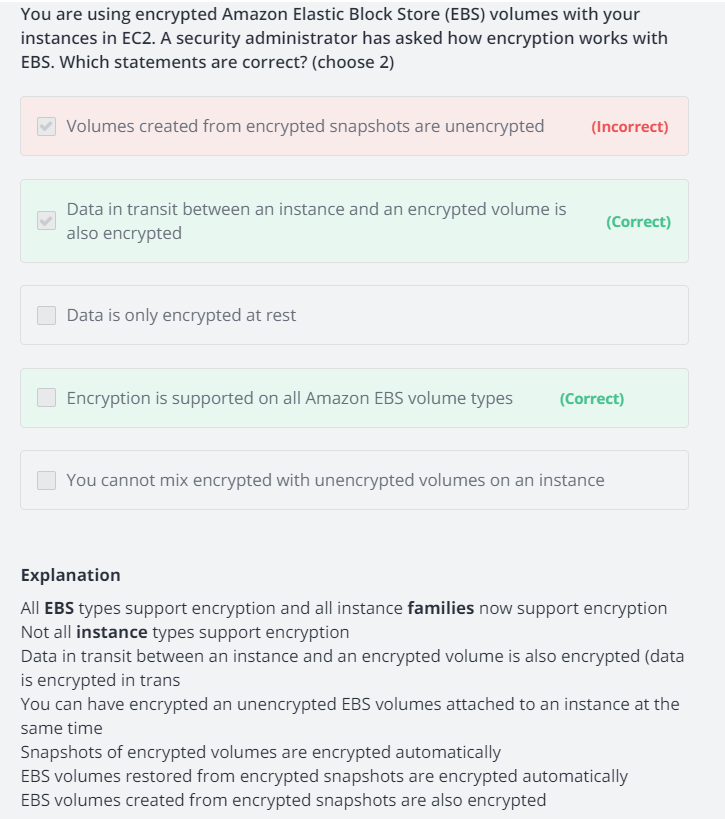 You are using encrypted Amazon Elastic Block Store (EBS) volumes with your
instances in EC2. A security administrator has asked how encryption works with
EBS. Which statements are correct? (choose 2)
Volumes created from encrypted snapshots are unencrypted (Incorrect)
Data in transit between an instance and an encrypted volume is
also encrypted (Correct)
Data is only encrypted at rest
Encryption is supported on all Amazon EBS volume types (Correct)
You cannot mix encrypted with unencrypted volumes on an instance
Explanation
All EBS types support encryption and all instance families now support encryption
Not all instance types support encryption
Data in transit between an instance and an encrypted volume is also encrypted (data
is encrypted in trans
You can have encrypted an unencrypted EBS volumes attached to an instance at the
same time
Snapshots of encrypted volumes are encrypted automatically
EBS volumes restored from encrypted snapshots are encrypted automatically
EBS volumes created from encrypted snapshots are also encrypted